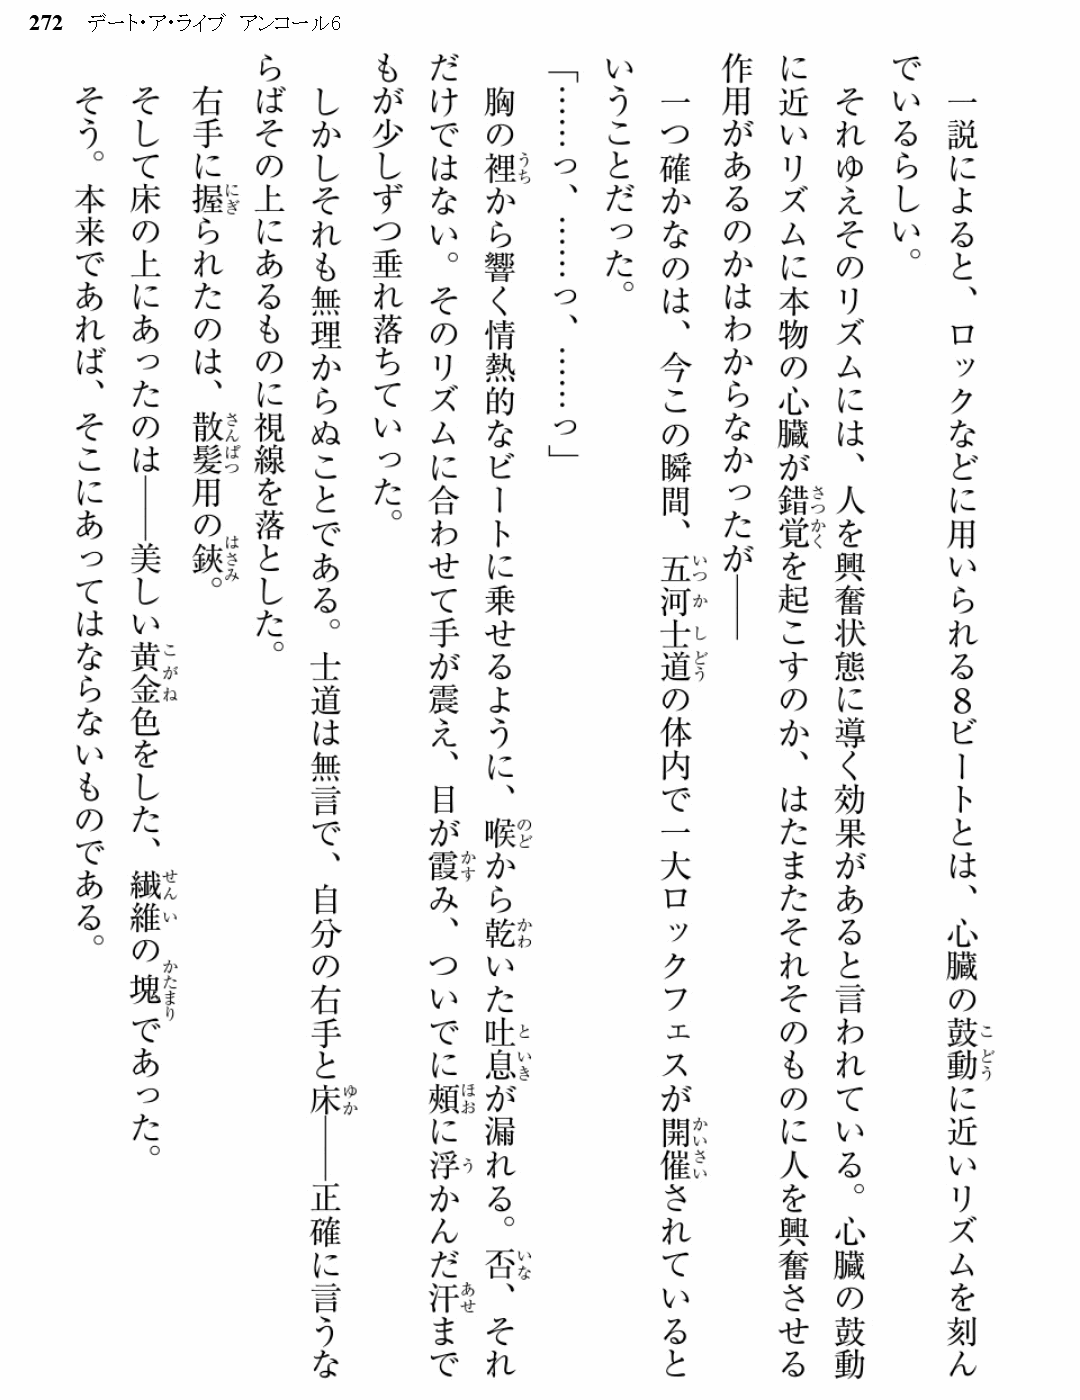 272 デート・ア・ライブ アンコール6
一説によると、ロックなどに用いられる８ビートとは、心臓の鼓動に近いリズムを刻ん
でいるらしい。
それゆえそのリズムには、人を興奮状態に導く効果があると言われている。心臓の鼓動
に近いリズムに本物の心臓が錯覚を起こすのか、はたまたそれそのものに人を興奮させる
作用があるのかはわからなかったが――
一つ確かなのは、今この瞬間、五河士道の体内で一大ロックフェスが開催されていると
いうことだった。
「……っ、……っ、……っ」
胸の裡から響く情熱的なビートに乗せるように、喉から乾いた吐息が漏れる。否、それ
だけではない。そのリズムに合わせて手が震え、目が霞み、ついでに頰に浮かんだ汗まで
もが少しずつ垂れ落ちていった。
しかしそれも無理からぬことである。士道は無言で、自分の右手と床――正確に言うな
らばその上にあるものに視線を落とした。
右手に握られたのは、散髪用の鋏。
そして床の上にあったのは――美しい黄金色をした、繊維の塊であった。
そう。本来であれば、そこにあってはならないものである。